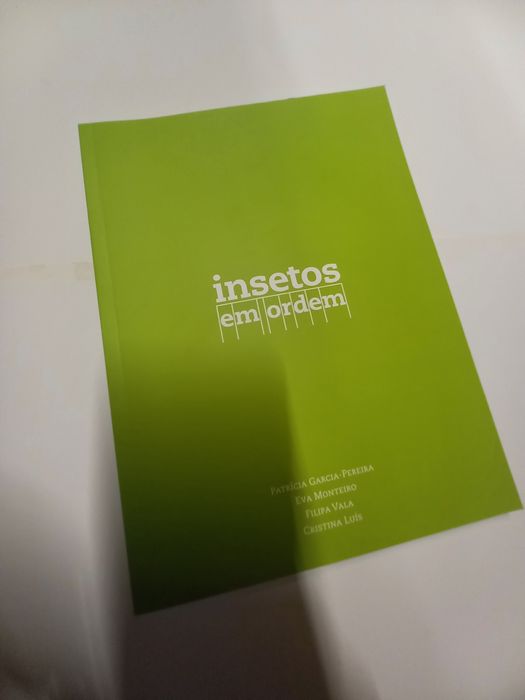 insetos
em ordem
Patrícia Garcia-Pereira
Eva Monteiro
Filipa Vala
Cristina Luís